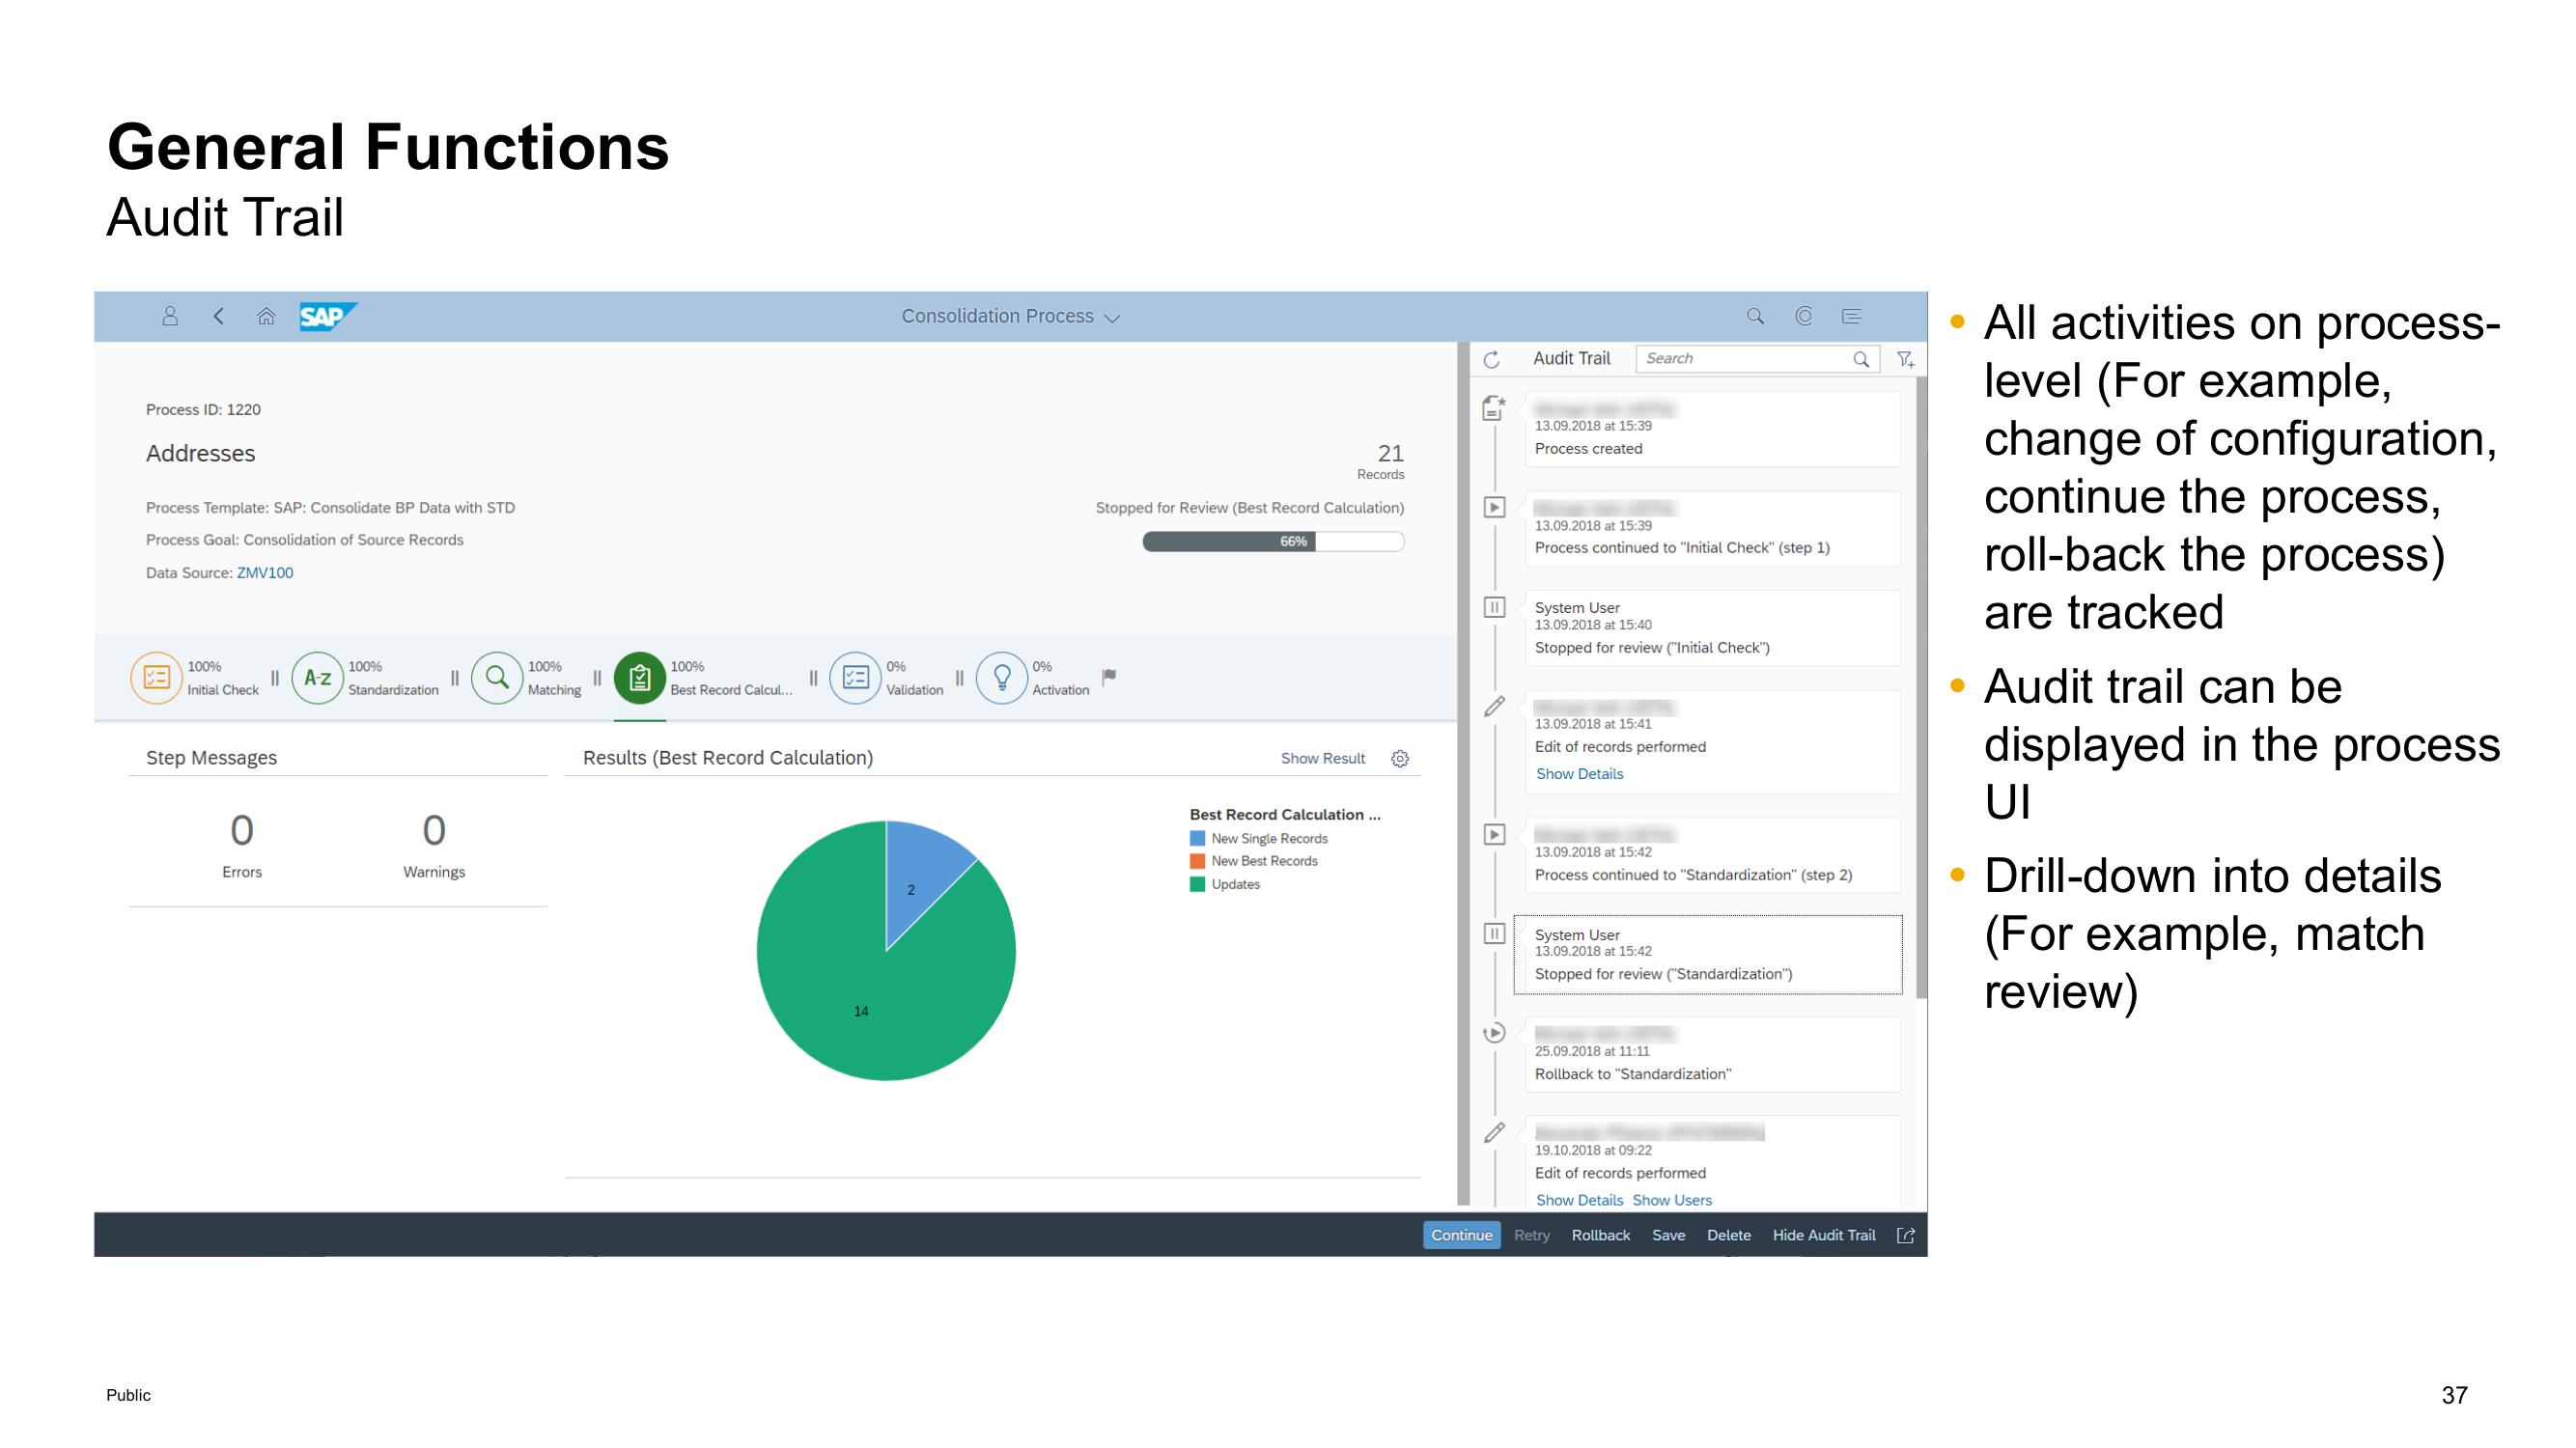 General Functions
Audit Trail
SAP
Consolidation Process
Process ID: 1220
Addresses
21
Records
Process Template: SAP: Consolidate BP Data with STD
Stopped for Review (Best Record Calculation)
Process Goal: Consolidation of Source Records
66%
Data Source: ZMV100
100%
Initial Check
A-Z
100%
Standardization
100%
Matching
100%
Best Record Calcul...
0%
Validation
0%
Activation
Step Messages
0
Errors
0
Warnings
Results (Best Record Calculation)
Show Result
Best Record Calculation ...
New Single Records
New Best Records
Updates
2
14
Audit Trail
Search
13.09.2018 at 15:39
Process created
13.09.2018 at 15:39
Process continued to "Initial Check" (step 1)
System User
13.09.2018 at 15:40
Stopped for review ("Initial Check")
13.09.2018 at 15:41
Edit of records performed
Show Details
13.09.2018 at 15:42
Process continued to "Standardization" (step 2)
System User
13.09.2018 at 15:42
Stopped for review ("Standardization")
25.09.2018 at 11:11
Rollback to "Standardization"
19.10.2018 at 09:22
Edit of records performed
Show Details Show Users
Continue Retry Rollback Save Delete Hide Audit Trail
• All activities on process-
level (For example,
change of configuration,
continue the process,
roll-back the process)
are tracked
• Audit trail can be
displayed in the process
UI
• Drill-down into details
(For example, match
review)
Public
37